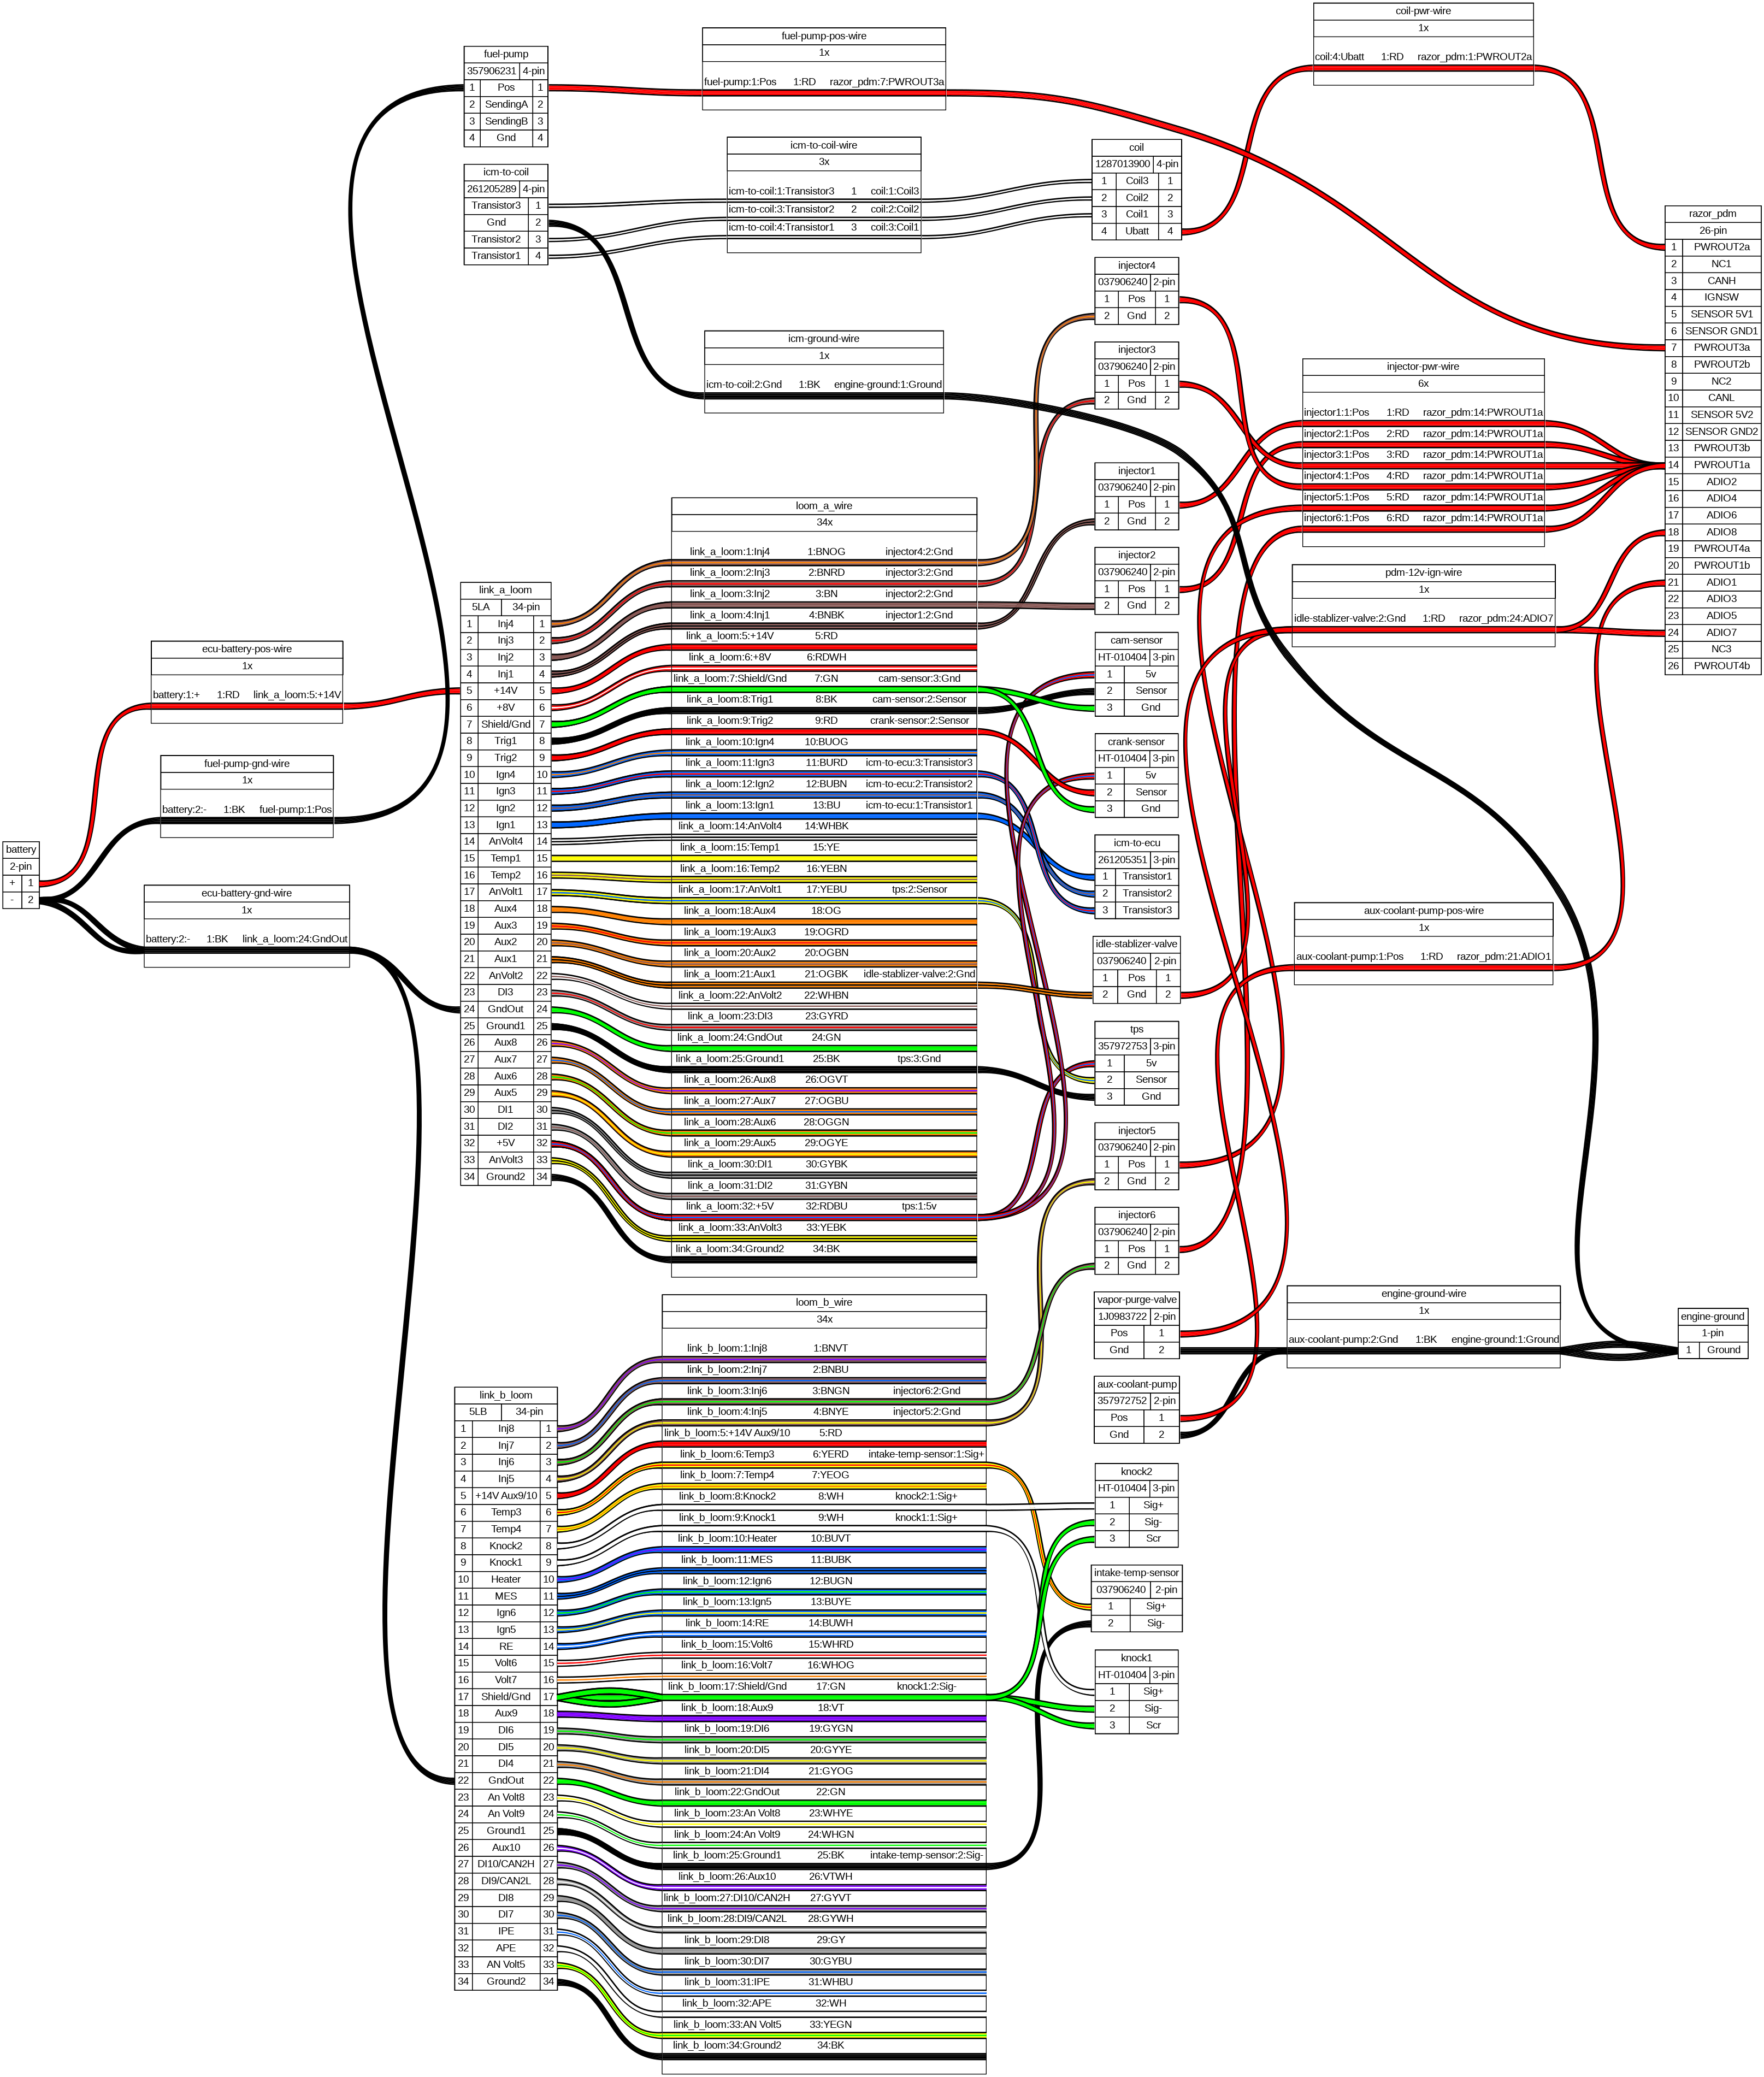 coil-pwr-wire
1x
coil:4:Ubatt 1:RD razor_pdm:1:PWROUT2a
fuel-pump-pos-wire
1x
fuel-pump:1:Pos 1:RD razor_pdm:7:PWROUT3a
fuel-pump
357906231 4-pin
1 Pos 1
2 SendingA 2
3 SendingB 3
4 Gnd 4
icm-to-coil-wire
3x
icm-to-coil:1:Transistor3 1 coil:1:Coil3
icm-to-coil:3:Transistor2 2 coil:2:Coil2
icm-to-coil:4:Transistor1 3 coil:3:Coil1
icm-to-coil
261205289 4-pin
Transistor3 1
Gnd 2
Transistor2 3
Transistor1 4
coil
1287013900 4-pin
1 Coil3 1
2 Coil2 2
3 Coil1 3
4 Ubatt 4
razor_pdm
26-pin
1 PWROUT2a
2 NC1
3 CANH
4 IGNSW
5 SENSOR 5V1
6 SENSOR GND1
7 PWROUT3a
8 PWROUT2b
9 NC2
10 CANL
11 SENSOR 5V2
12 SENSOR GND2
13 PWROUT3b
14 PWROUT1a
15 ADIO2
16 ADIO4
17 ADIO6
18 ADIO8
19 PWROUT4a
20 PWROUT1b
21 ADIO1
22 ADIO3
23 ADIO5
24 ADIO7
25 NC3
26 PWROUT4b
injector4
037906240 2-pin
1 Pos 1
2 Gnd 2
icm-ground-wire
1x
icm-to-coil:2:Gnd 1:BK engine-ground:1:Ground
injector3
037906240 2-pin
1 Pos 1
2 Gnd 2
injector-pwr-wire
6x
injector1:1:Pos 1:RD razor_pdm:14:PWROUT1a
injector2:1:Pos 2:RD razor_pdm:14:PWROUT1a
injector3:1:Pos 3:RD razor_pdm:14:PWROUT1a
injector4:1:Pos 4:RD razor_pdm:14:PWROUT1a
injector5:1:Pos 5:RD razor_pdm:14:PWROUT1a
injector6:1:Pos 6:RD razor_pdm:14:PWROUT1a
injector1
037906240 2-pin
1 Pos 1
2 Gnd 2
injector2
037906240 2-pin
1 Pos 1
2 Gnd 2
pdm-12v-ign-wire
1x
idle-stablizer-valve:2:Gnd 1:RD razor_pdm:24:ADIO7
loom_a_wire
34x
link_a_loom:1:Inj4 1:BNOG injector4:2:Gnd
link_a_loom:2:Inj3 2:BNRD injector3:2:Gnd
link_a_loom:3:Inj2 3:BN injector2:2:Gnd
link_a_loom:4:Inj1 4:BNBK injector1:2:Gnd
link_a_loom:5:+14V 5:RD
link_a_loom:6:+8V 6:RDWH
link_a_loom:7:Shield/Gnd 7:GN cam-sensor:3:Gnd
link_a_loom:8:Trig1 8:BK cam-sensor:2:Sensor
link_a_loom:9:Trig2 9:RD crank-sensor:2:Sensor
link_a_loom:10:Ign4 10:BUOG
link_a_loom:11:Ign3 11:BURD icm-to-ecu:3:Transistor3
link_a_loom:12:Ign2 12:BUBN icm-to-ecu:2:Transistor2
link_a_loom:13:Ign1 13:BU icm-to-ecu:1:Transistor1
link_a_loom:14:AnVolt4 14:WHBK
link_a_loom:15:Temp1 15:YE
link_a_loom:16:Temp2 16:YEBN
link_a_loom:17:AnVolt1 17:YEBU tps:2:Sensor
link_a_loom:18:Aux4 18:OG
link_a_loom:19:Aux3 19:OGRD
link_a_loom:20:Aux2 20:OGBN
link_a_loom:21:Aux1 21:OGBK idle-stablizer-valve:2:Gnd
link_a_loom:22:AnVolt2 22:WHBN
link_a_loom:23:DI3 23:GYRD
link_a_loom:24:GndOut 24:GN
link_a_loom:25:Ground1 25:BK tps:3:Gnd
link_a_loom:26:Aux8 26:OGVT
link_a_loom:27:Aux7 27:OGBU
link_a_loom:28:Aux6 28:OGGN
link_a_loom:29:Aux5 29:OGYE
link_a_loom:30:DI1 30:GYBK
link_a_loom:31:DI2 31:GYBN
link_a_loom:32:+5V 32:RDBU tps:1:5v
link_a_loom:33:AnVolt3 33:YEBK
link_a_loom:34:Ground2 34:BK
link_a_loom
5LA 34-pin
1 Inj4 1
2 Inj3 2
3 Inj2 3
4 Inj1 4
5 +14V 5
6 +8V 6
7 Shield/Gnd 7
8 Trig1 8
9 Trig2 9
10 Ign4 10
11 Ign3 11
12 Ign2 12
13 Ign1 13
14 AnVolt4 14
15 Temp1 15
16 Temp2 16
17 AnVolt1 17
18 Aux4 18
19 Aux3 19
20 Aux2 20
21 Aux1 21
22 AnVolt2 22
23 DI3 23
24 GndOut 24
25 Ground1 25
26 Aux8 26
27 Aux7 27
28 Aux6 28
29 Aux5 29
30 DI1 30
31 DI2 31
32 +5V 32
33 AnVolt3 33
34 Ground2 34
ecu-battery-pos-wire
1x
battery:1:+ 1:RD link_a_loom:5:+14V
fuel-pump-gnd-wire
1x
battery:2:- 1:BK fuel-pump:1:Pos
battery
2-pin
+ 1
- 2
ecu-battery-gnd-wire
1x
battery:2:- 1:BK link_a_loom:24:GndOut
cam-sensor
HT-010404 3-pin
1 5v
2 Sensor
3 Gnd
crank-sensor
HT-010404 3-pin
1 5v
2 Sensor
3 Gnd
icm-to-ecu
261205351 3-pin
1 Transistor1
2 Transistor2
3 Transistor3
idle-stablizer-valve
037906240 2-pin
1 Pos 1
2 Gnd 2
aux-coolant-pump-pos-wire
1x
aux-coolant-pump:1:Pos 1:RD razor_pdm:21:ADIO1
tps
357972753 3-pin
1 5v
2 Sensor
3 Gnd
injector5
037906240 2-pin
1 Pos 1
2 Gnd 2
injector6
037906240 2-pin
1 Pos 1
2 Gnd 2
vapor-purge-valve
1J0983722 2-pin
Pos 1
Gnd 2
engine-ground-wire
1x
aux-coolant-pump:2:Gnd 1:BK engine-ground:1:Ground
engine-ground
1-pin
1 Ground
aux-coolant-pump
357972752 2-pin
Pos 1
Gnd 2
loom_b_wire
34x
link_b_loom:1:Inj8 1:BNVT
link_b_loom:2:Inj7 2:BNBU
link_b_loom:3:Inj6 3:BNGN injector6:2:Gnd
link_b_loom:4:Inj5 4:BNYE injector5:2:Gnd
link_b_loom:5:+14V Aux9/10 5:RD
link_b_loom:6:Temp3 6:YERD intake-temp-sensor:1:Sig+
link_b_loom:7:Temp4 7:YEOG
link_b_loom:8:Knock2 8:WH knock2:1:Sig+
link_b_loom:9:Knock1 9:WH knock1:1:Sig+
link_b_loom:10:Heater 10:BUVT
link_b_loom:11:MES 11:BUBK
link_b_loom:12:Ign6 12:BUGN
link_b_loom:13:Ign5 13:BUYE
link_b_loom:14:RE 14:BUWH
link_b_loom:15:Volt6 15:WHRD
link_b_loom:16:Volt7 16:WHOG
link_b_loom:17:Shield/Gnd 17:GN knock1:2:Sig-
link_b_loom:18:Aux9 18:VT
link_b_loom:19:DI6 19:GYGN
link_b_loom:20:DI5 20:GYYE
link_b_loom:21:DI4 21:GYOG
link_b_loom:22:GndOut 22:GN
link_b_loom:23:An Volt8 23:WHYE
link_b_loom:24:An Volt9 24:WHGN
link_b_loom:25:Ground1 25:BK intake-temp-sensor:2:Sig-
link_b_loom:26:Aux10 26:VTWH
link_b_loom:27:DI10/CAN2H 27:GYVT
link_b_loom:28:DI9/CAN2L 28:GYWH
link_b_loom:29:DI8 29:GY
link_b_loom:30:DI7 30:GYBU
link_b_loom:31:IPE 31:WHBU
link_b_loom:32:APE 32:WH
link_b_loom:33:AN Volt5 33:YEGN
link_b_loom:34:Ground2 34:BK
link_b_loom
5LB 34-pin
1 Inj8 1
2 Inj7 2
3 Inj6 3
4 Inj5 4
5 +14V Aux9/10 5
6 Temp3 6
7 Temp4 7
8 Knock2 8
9 Knock1 9
10 Heater 10
11 MES 11
12 Ign6 12
13 Ign5 13
14 RE 14
15 Volt6 15
16 Volt7 16
17 Shield/Gnd 17
18 Aux9 18
19 DI6 19
20 DI5 20
21 DI4 21
22 GndOut 22
23 An Volt8 23
24 An Volt9 24
25 Ground1 25
26 Aux10 26
27 DI10/CAN2H 27
28 DI9/CAN2L 28
29 DI8 29
30 DI7 30
31 IPE 31
32 APE 32
33 AN Volt5 33
34 Ground2 34
knock2
HT-010404 3-pin
1 Sig+
2 Sig-
3 Scr
intake-temp-sensor
037906240 2-pin
1 Sig+
2 Sig-
knock1
HT-010404 3-pin
1 Sig+
2 Sig-
3 Scr